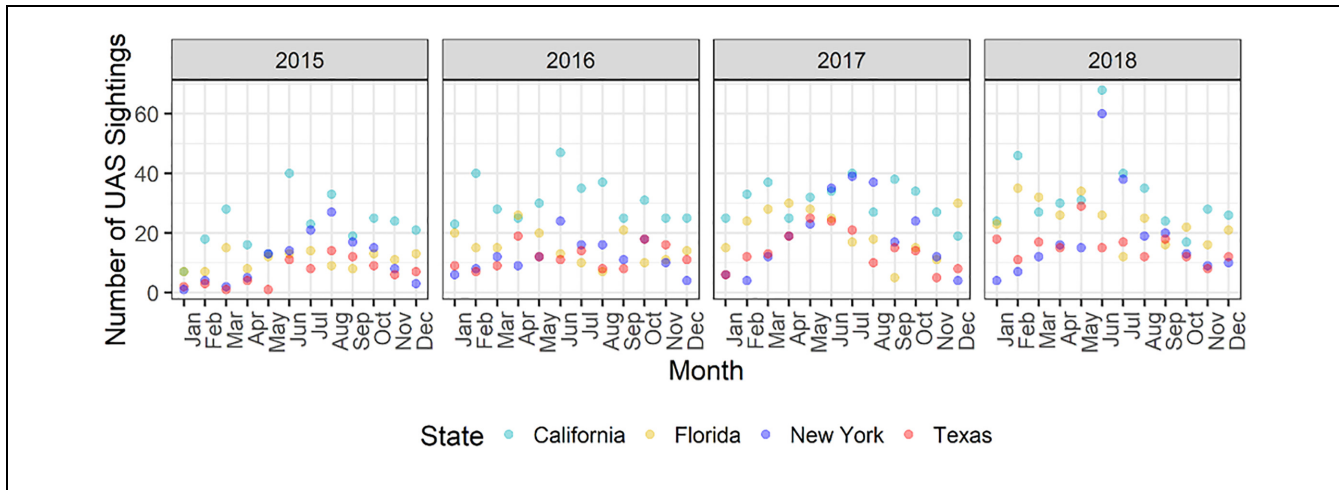 2015 2016 2017 2018
Number of UAS Sightings
60
40
20
0
Jan Feb Mar Apr May Jun Jul Aug Sep Oct Nov Dec Jan Feb Mar Apr May Jun Jul Aug Sep Oct Nov Dec Jan Feb Mar Apr May Jun Jul Aug Sep Oct Nov Dec Jan Feb Mar Apr May Jun Jul Aug Sep Oct Nov Dec
Month
State California Florida New York Texas